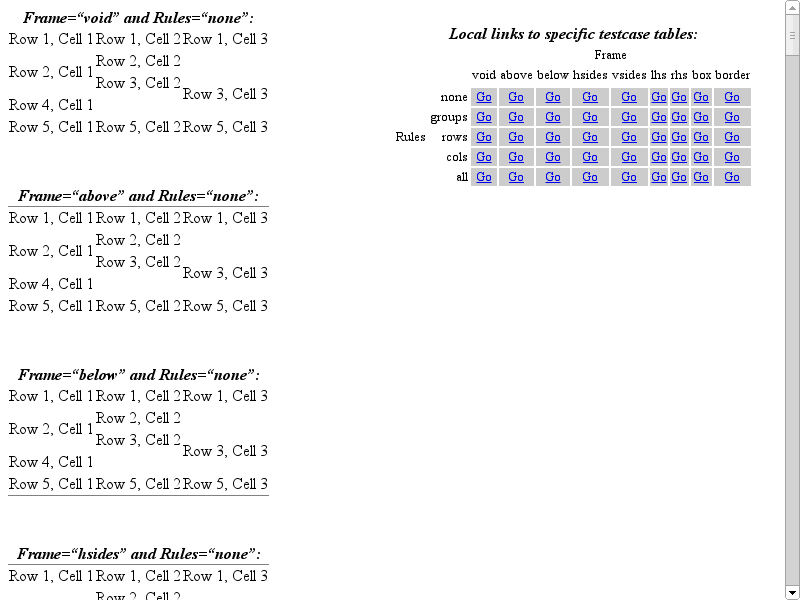 Frame=“void” and Rules=“none”:
Row 1, Cell 1 Row 1, Cell 2 Row 1, Cell 3
Row 2, Cell 2
Row 2, Cell 1
Row 3, Cell 2
Row 3, Cell 3
Row 4, Cell 1
Row 5, Cell 1 Row 5, Cell 2 Row 5, Cell 3
Frame=“above” and Rules=“none”:
Row 1, Cell 1 Row 1, Cell 2 Row 1, Cell 3
Row 2, Cell 2
Row 2, Cell 1
Row 3, Cell 2
Row 3, Cell 3
Row 4, Cell 1
Row 5, Cell 1 Row 5, Cell 2 Row 5, Cell 3
Frame=“below” and Rules=“none”:
Row 1, Cell 1 Row 1, Cell 2 Row 1, Cell 3
Row 2, Cell 2
Row 2, Cell 1
Row 3, Cell 2
Row 3, Cell 3
Row 4, Cell 1
Row 5, Cell 1 Row 5, Cell 2 Row 5, Cell 3
Frame=“hsides” and Rules=“none”:
Row 1, Cell 1 Row 1, Cell 2 Row 1, Cell 3
Row 2, Cell 2
Local links to specific testcase tables:
Frame
void above below hsides vsides lhs rhs box border
none Go Go Go Go Go Go Go Go Go
groups Go Go Go Go Go Go Go Go Go
Rules rows Go Go Go Go Go Go Go Go Go
cols Go Go Go Go Go Go Go Go Go
all Go Go Go Go Go Go Go Go Go